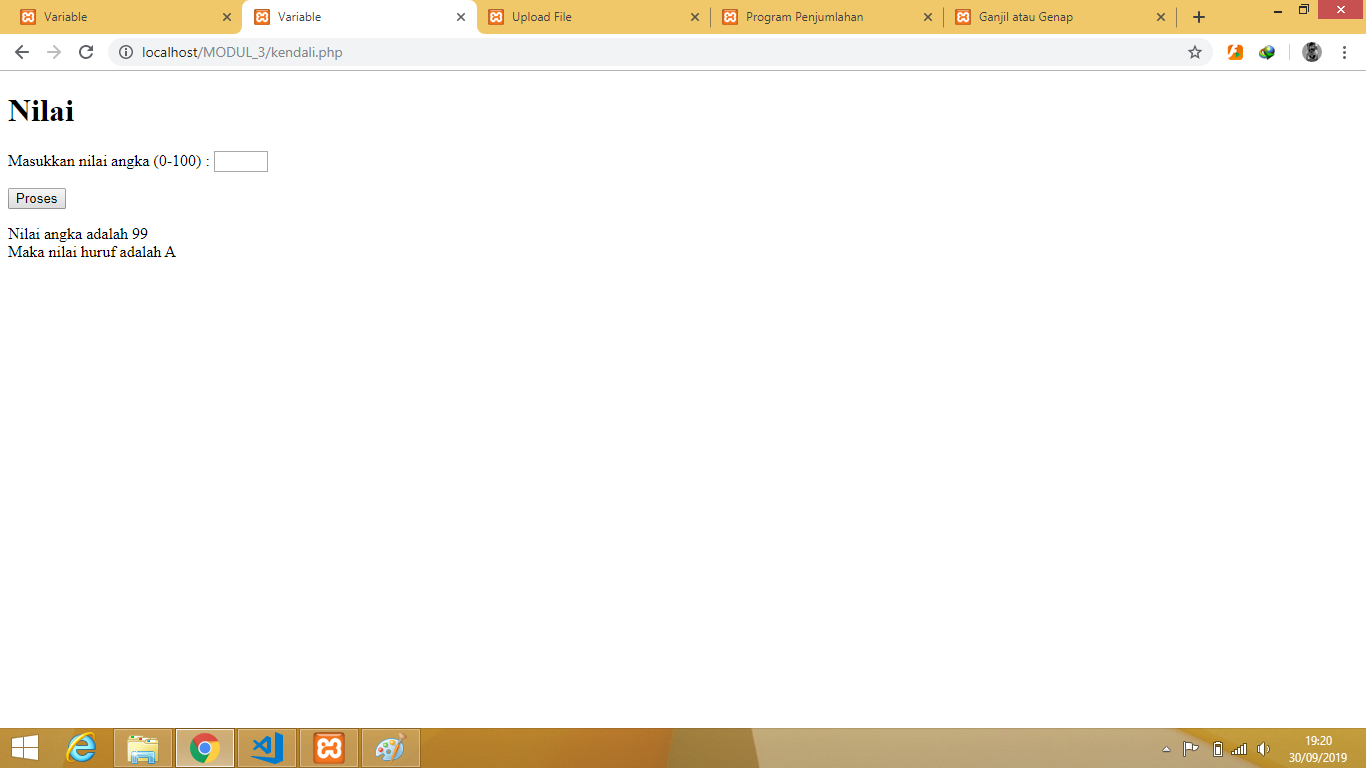 Variable
Variable
Upload File
Program Penjumlahan
Ganjil atau Genap
localhost/MODUL_3/kendali.php
Nilai
Masukkan nilai angka (0-100) :
Proses
Nilai angka adalah 99
Maka nilai huruf adalah A
19:20
30/09/2019